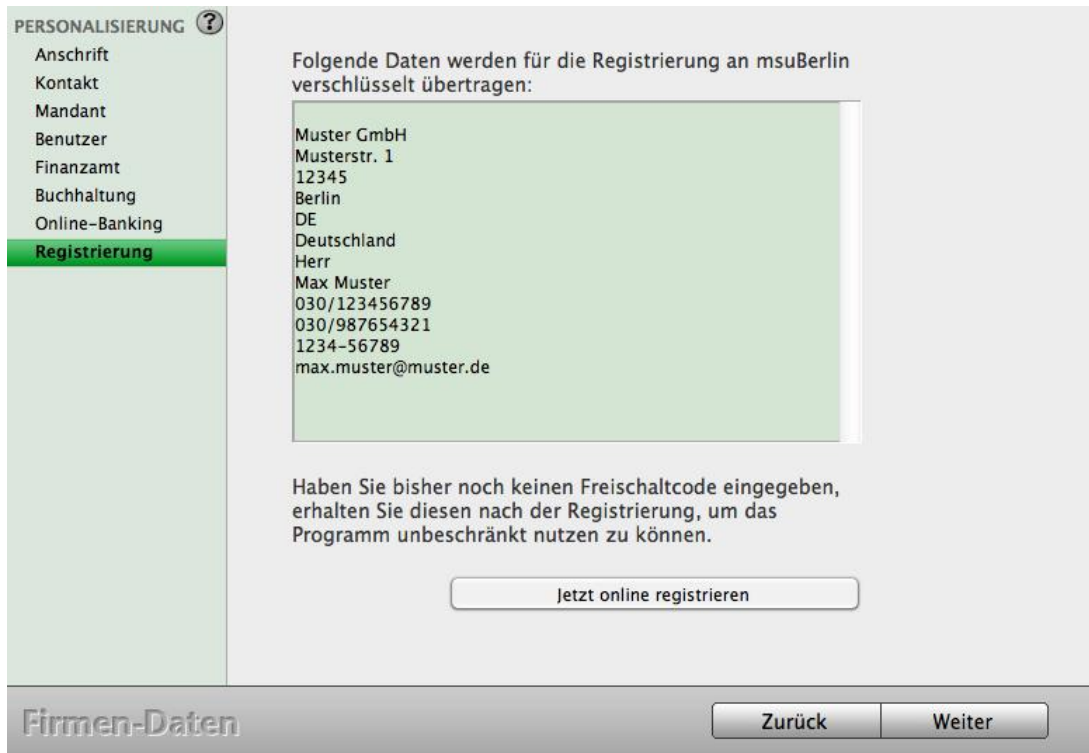 PERSONALISIERUNG ?
Anschrift
Kontakt
Mandant
Benutzer
Finanzamt
Buchhaltung
Online-Banking
Registrierung
Folgende Daten werden für die Registrierung an msuBerlin
verschlüsselt übertragen:
Muster GmbH
Musterstr. 1
12345
Berlin
DE
Deutschland
Herr
Max Muster
030/123456789
030/987654321
1234-56789
max.muster@muster.de
Haben Sie bisher noch keinen Freischaltcode eingegeben,
erhalten Sie diesen nach der Registrierung, um das
Programm unbeschränkt nutzen zu können.
Jetzt online registrieren
Firmen-Daten
Zurück
Weiter